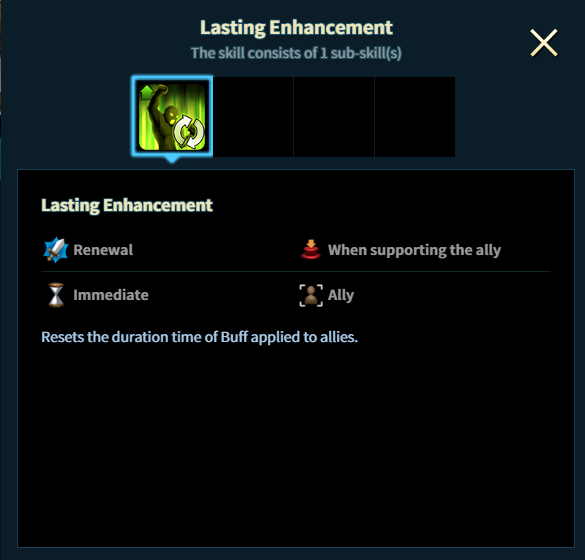 Lasting Enhancement
The skill consists of 1 sub-skill(s)
Lasting Enhancement
Renewal
When supporting the ally
Immediate
Ally
Resets the duration time of Buff applied to allies.